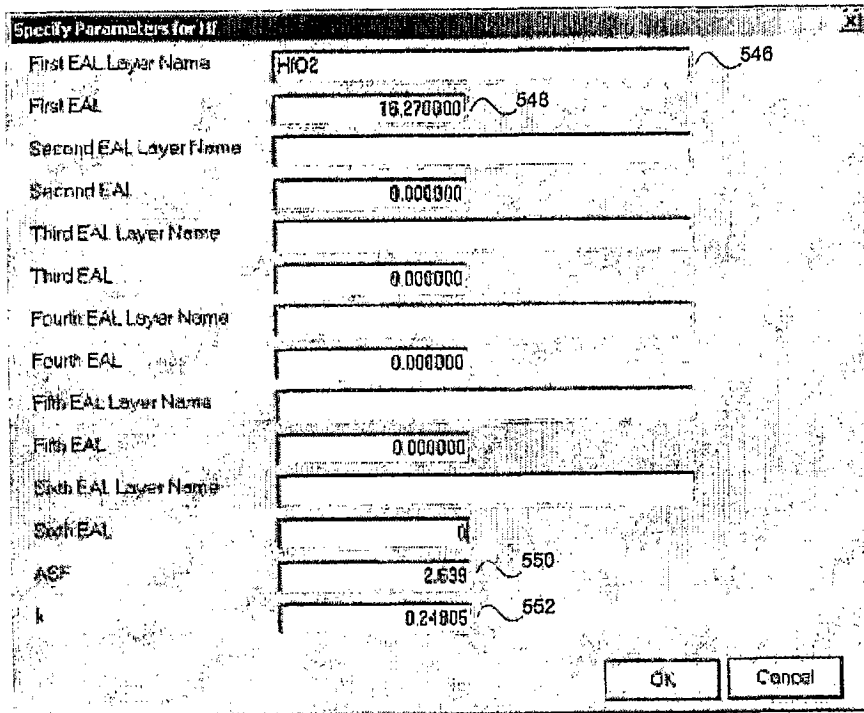 Specify Parameters for Hf
First EAL Layer Name HfO2 546
First EAL 16.270000 548
Second EAL Layer Name
Second EAL 0.000000
Third EAL Layer Name
Third EAL 0.000000
Fourth EAL Layer Name
Fourth EAL 0.000000
Fifth EAL Layer Name
Fifth EAL 0.000000
Sixth EAL Layer Name
Sixth EAL 0
ASF 2.639 550
k 552
OK Cancel